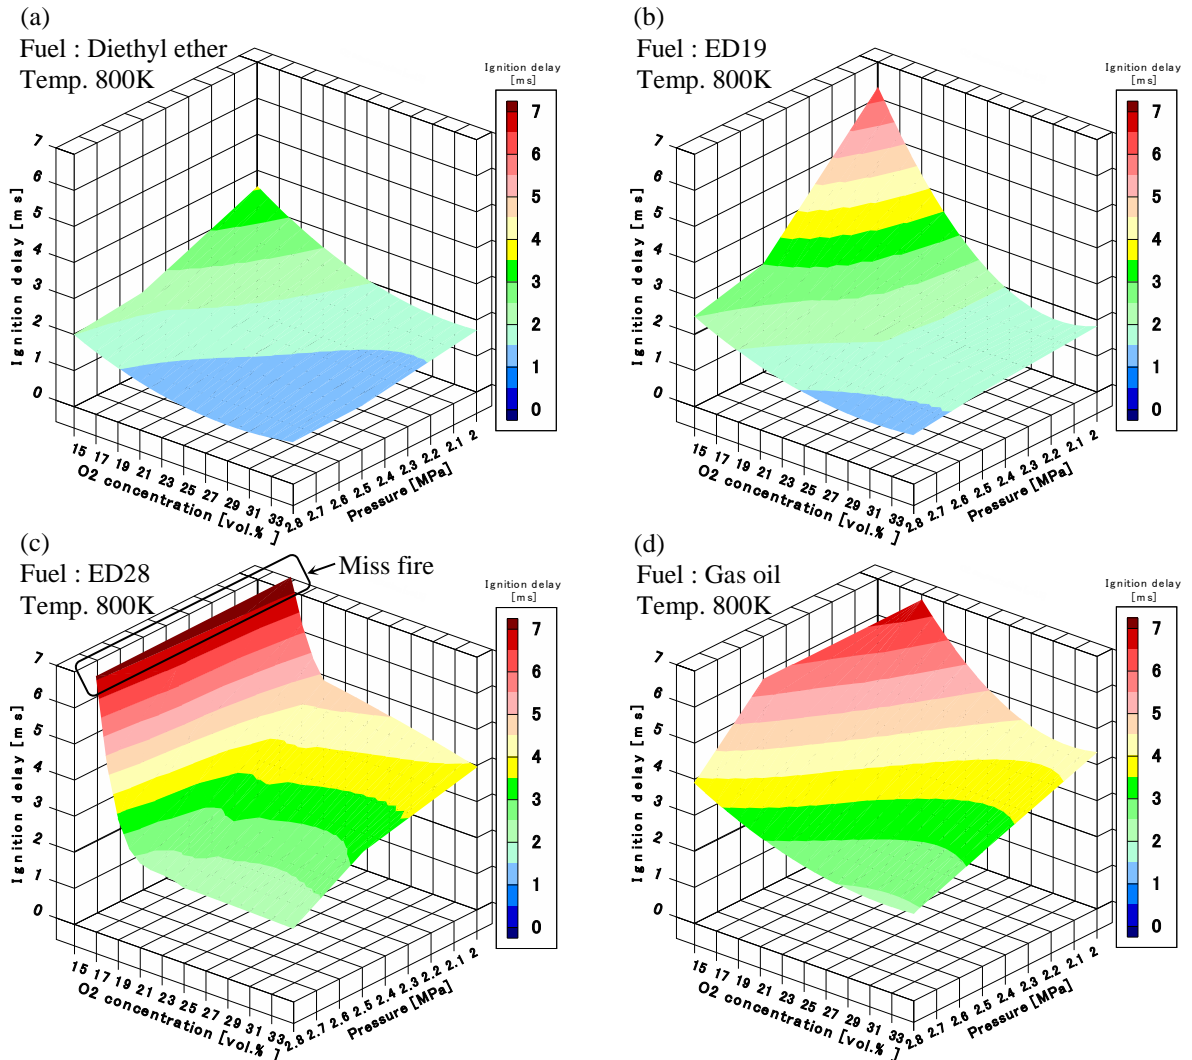 (a)
Fuel : Diethyl ether
Temp. 800K
Ignition delay
[ms]
7
6
5
4
3
2
1
0
Ignition delay [ms]
7
6
5
4
3
2
1
0
15 17 19 21 23 25 27 29 31 33
O2 concentration [vol.% ]
2.8 2.7 2.6 2.5 2.4 2.3 2.2 2.1 2
Pressure [MPa]
(b)
Fuel : ED19
Temp. 800K
Ignition delay
[ms]
7
6
5
4
3
2
1
0
Ignition delay [ms]
7
6
5
4
3
2
1
0
15 17 19 21 23 25 27 29 31 33
O2 concentration [vol.% ]
2.8 2.7 2.6 2.5 2.4 2.3 2.2 2.1 2
Pressure [MPa]
(c)
Fuel : ED28
Temp. 800K
Miss fire
Ignition delay
[ms]
7
6
5
4
3
2
1
0
Ignition delay [ms]
7
6
5
4
3
2
1
0
15 17 19 21 23 25 27 29 31 33
O2 concentration [vol.% ]
2.8 2.7 2.6 2.5 2.4 2.3 2.2 2.1 2
Pressure [MPa]
(d)
Fuel : Gas oil
Temp. 800K
Ignition delay
[ms]
7
6
5
4
3
2
1
0
Ignition delay [ms]
7
6
5
4
3
2
1
0
15 17 19 21 23 25 27 29 31 33
O2 concentration [vol.% ]
2.8 2.7 2.6 2.5 2.4 2.3 2.2 2.1 2
Pressure [MPa]